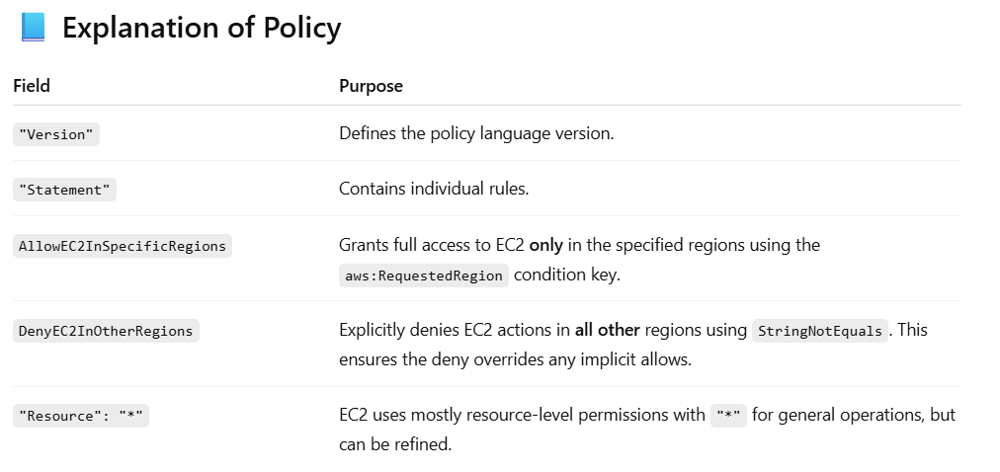 Explanation of Policy
Field Purpose
"Version" Defines the policy language version.
"Statement" Contains individual rules.
AllowEC2InSpecificRegions Grants full access to EC2 only in the specified regions using the
aws:RequestedRegion condition key.
DenyEC2InOtherRegions Explicitly denies EC2 actions in all other regions using StringNotEquals. This
ensures the deny overrides any implicit allows.
"Resource": "*" EC2 uses mostly resource-level permissions with "*" for general operations, but
can be refined.